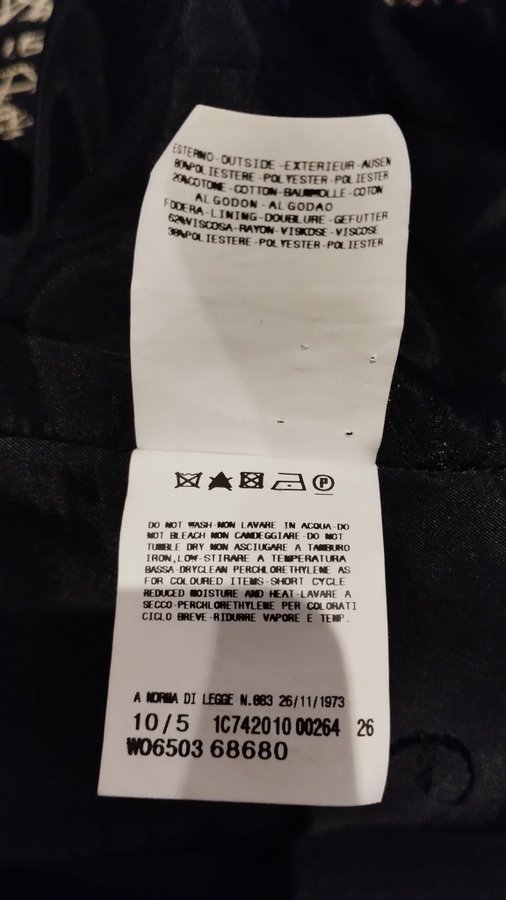 ESTERNO-OUTSIDE-EXTERIEUR-AUSEN
80%POLIESTERE-POLYESTER-POLIESTER
20%COTONE-COTTON-BAUMWOLLE-COTON
ALGODON-ALGODAO
FODERA-LINING-DOUBLURE-GEFUTTER
62%VISCOSA-RAYON-VISKOSE-VISCOSE
38%POLIESTERE-POLYESTER-POLIESTER
P
DO NOT WASH-NON LAVARE IN ACQUA-DO
NOT BLEACH NON CANDEGGIARE-DO NOT
TUMBLE DRY NON ASCIUGARE A TAMBURO
IRON,LOW-STIRARE A TEMPERATURA
BASSA-DRYCLEAN PERCHLORETHYLENE AS
FOR COLOURED ITEMS-SHORT CYCLE
REDUCED MOISTURE AND HEAT-LAVARE A
SECCO-PERCHLORETHYLENE PER COLORATI
CICLO BREVE-RIDURRE VAPORE E TEMP.
A NORMA DI LEGGE N.883 26/11/1973
10/5 1C742010 00264 26
W06503 68680